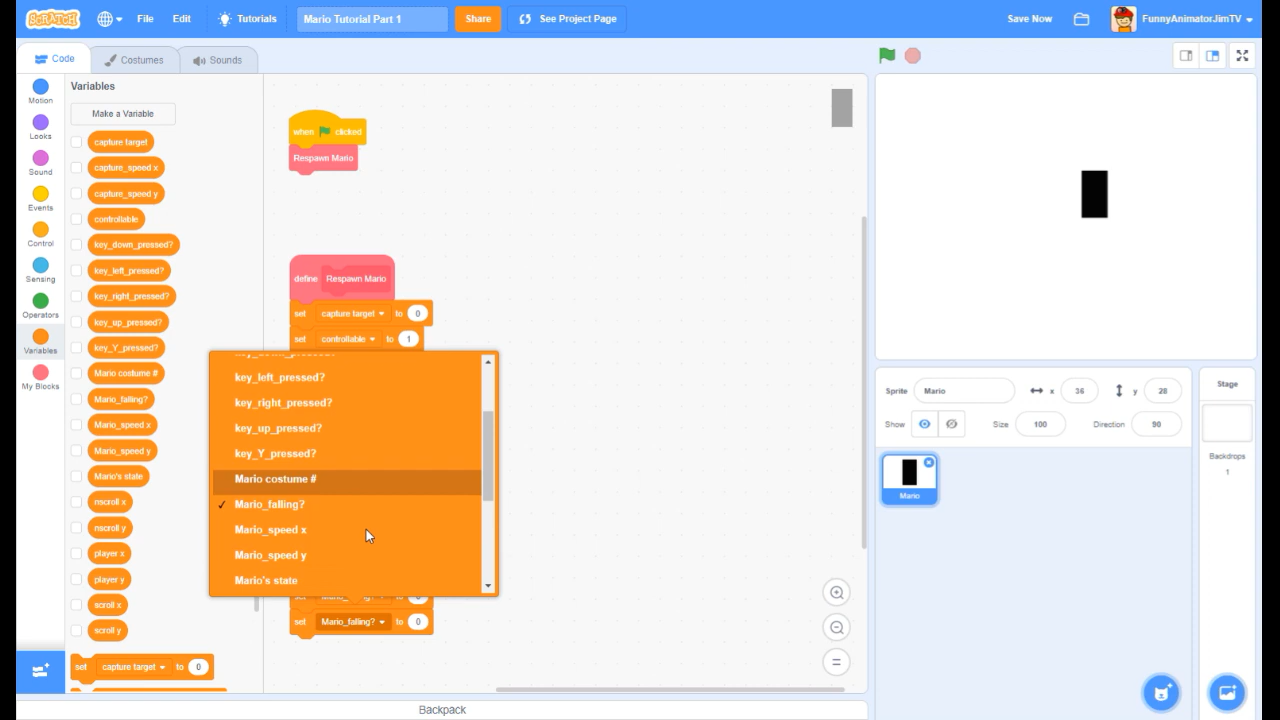 SCRATCH
File
Edit
Tutorials
Mario Tutorial Part 1
Share
See Project Page
Save Now
FunnyAnimatorJimTV
Code
Costumes
Sounds
Motion
Looks
Sound
Events
Control
Sensing
Operators
Variables
My Blocks
Variables
Make a Variable
capture target
capture_speed x
capture_speed y
controllable
key_down_pressed?
key_left_pressed?
key_right_pressed?
key_up_pressed?
key_Y_pressed?
Mario costume #
Mario_falling?
Mario_speed x
Mario_speed y
Mario's state
nscroll x
nscroll y
player x
player y
scroll x
scroll y
set capture target to 0
when clicked
Respawn Mario
define Respawn Mario
set capture target to 0
set controllable to 1
key_down_pressed?
key_left_pressed?
key_right_pressed?
key_up_pressed?
key_Y_pressed?
Mario costume #
✓ Mario_falling?
Mario_speed x
Mario_speed y
Mario's state
set Mario_falling? to 0
Sprite Mario
x 36
y 28
Show
Size 100
Direction 90
Mario
Stage
Backdrops
1
Backpack